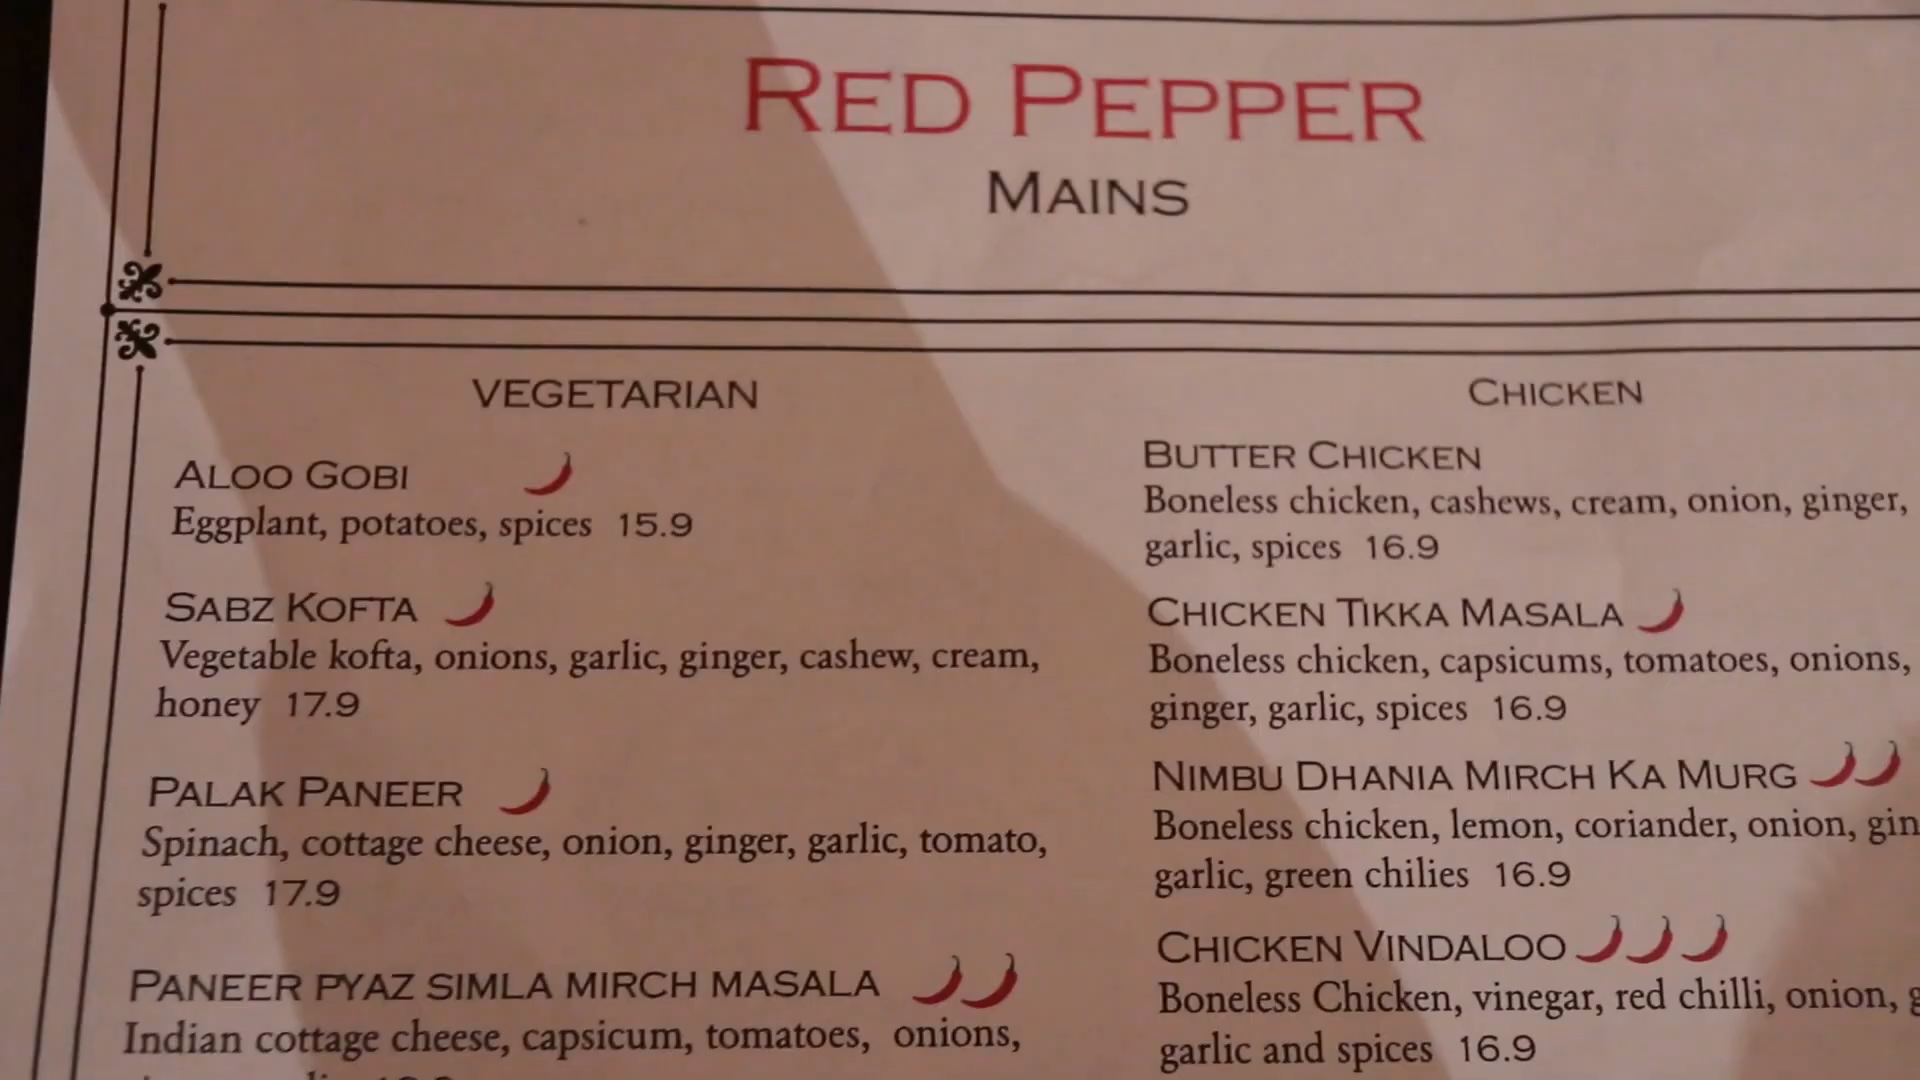 RED PEPPER
MAINS
VEGETARIAN
ALOO GOBI
Eggplant, potatoes, spices 15.9
SABZ KOFTA
Vegetable kofta, onions, garlic, ginger, cashew, cream,
honey 17.9
PALAK PANEER
Spinach, cottage cheese, onion, ginger, garlic, tomato,
spices 17.9
PANEER PYAZ SIMLA MIRCH MASALA
Indian cottage cheese, capsicum, tomatoes, onions,
CHICKEN
BUTTER CHICKEN
Boneless chicken, cashews, cream, onion, ginger,
garlic, spices 16.9
CHICKEN TIKKA MASALA
Boneless chicken, capsicums, tomatoes, onions,
ginger, garlic, spices 16.9
NIMBU DHANIA MIRCH KA MURG
Boneless chicken, lemon, coriander, onion, gin
garlic, green chilies 16.9
CHICKEN VINDALOO
Boneless Chicken, vinegar, red chilli, onion, g
garlic and spices 16.9